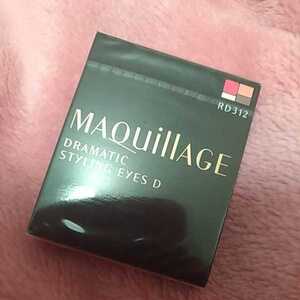 RD312
MAQuillAGE
DRAMATIC
STYLING EYES D